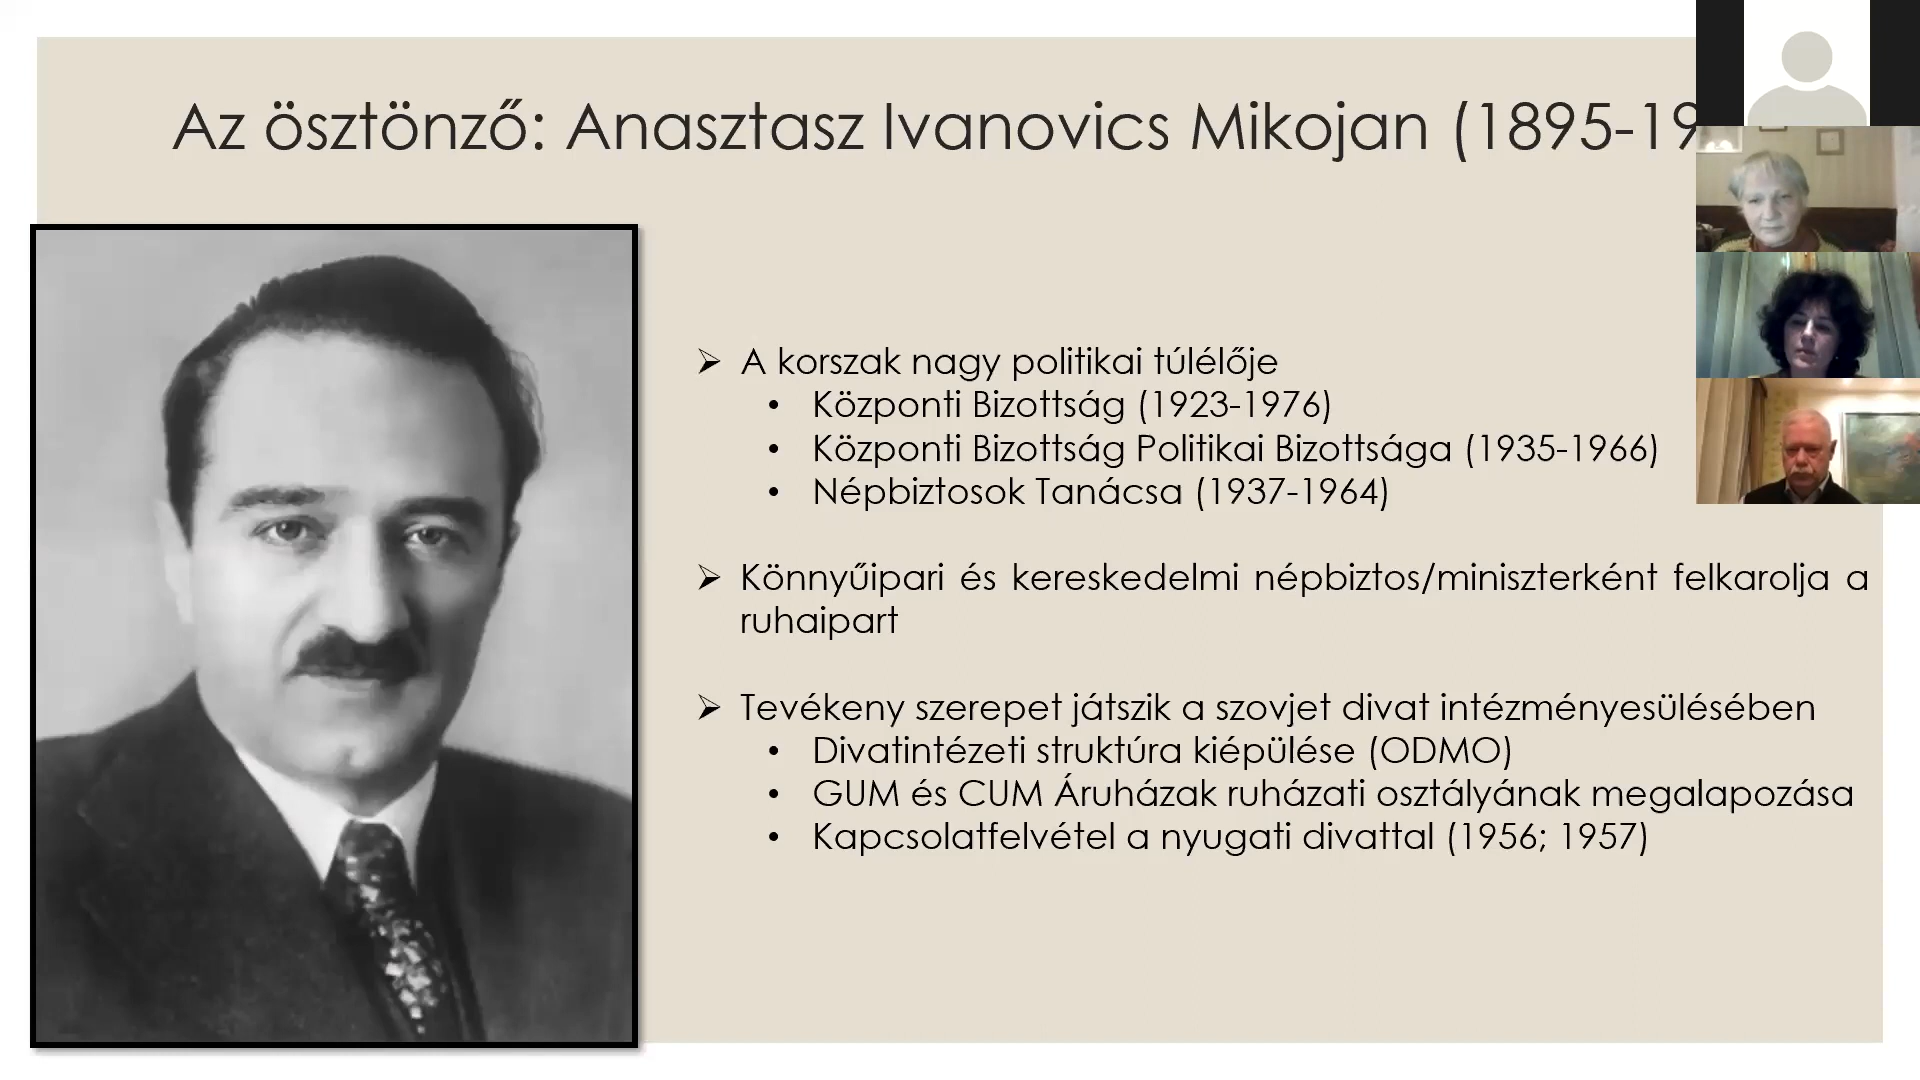 Az ösztönző: Anasztasz Ivanovics Mikojan (1895-19
➢ A korszak nagy politikai túlélője
• Központi Bizottság (1923-1976)
• Központi Bizottság Politikai Bizottsága (1935-1966)
• Népbiztosok Tanácsa (1937-1964)
➢ Könnyűipari és kereskedelmi népbiztos/miniszterként felkarolja a
ruhaipart
➢ Tevékeny szerepet játszik a szovjet divat intézményesülésében
• Divatintézeti struktúra kiépülése (ODMO)
• GUM és CUM Áruházak ruházati osztályának megalapozása
• Kapcsolatfelvétel a nyugati divattal (1956; 1957)